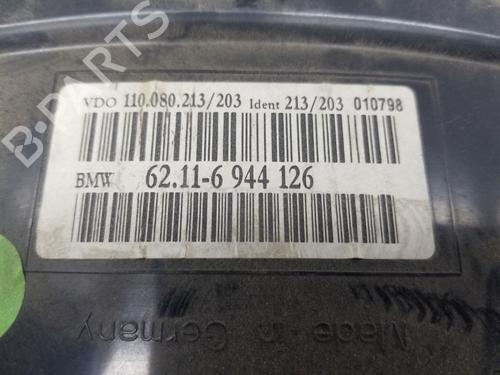 B-PARTS
VDO 110.080.213/203 Ident 213/203 010798
BMW 62.11-6 944 126
Made in Germany